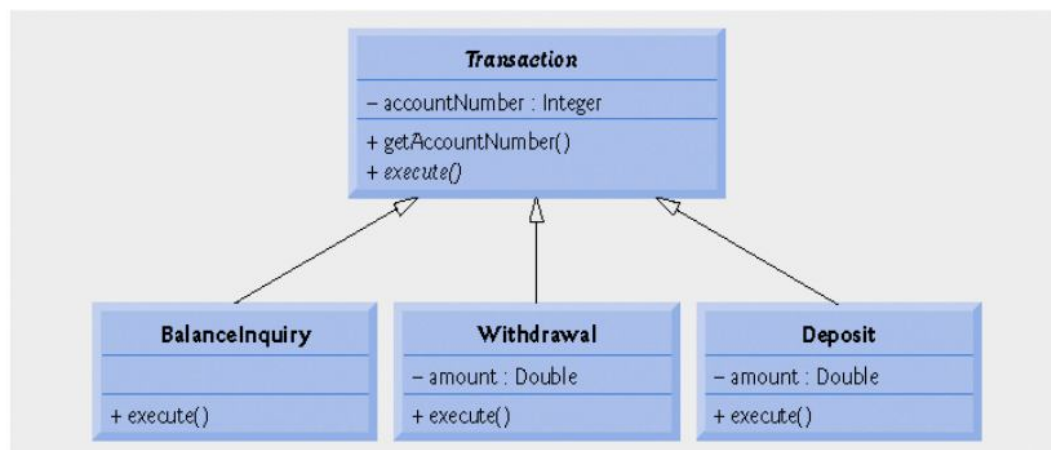 Transaction
– accountNumber : Integer
+ getAccountNumber()
+ execute()
BalanceInquiry
+ execute()
Withdrawal
– amount : Double
+ execute()
Deposit
– amount : Double
+ execute()